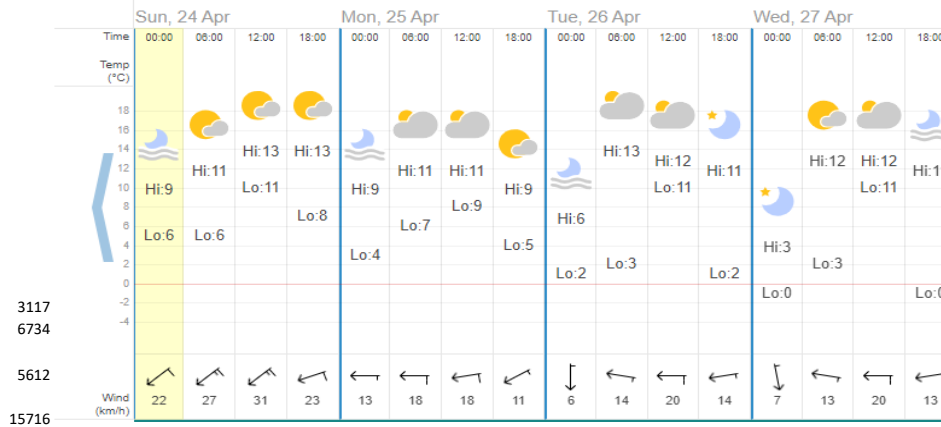 Sun, 24 Apr Mon, 25 Apr Tue, 26 Apr Wed, 27 Apr
Time 00:00 06:00 12:00 18:00 00:00 06:00 12:00 18:00 00:00 06:00 12:00 18:00 00:00 06:00 12:00 18:00
Temp
(°C)
18
16
14
12
10
8
6
4
2
0
-2
-4
Hi:9 Hi:11 Hi:13 Hi:13 Hi:9 Hi:11 Hi:11 Hi:9 Hi:6 Hi:13 Hi:12 Hi:11 Hi:3 Hi:12 Hi:12
Lo:6 Lo:6 Lo:11 Lo:8 Lo:4 Lo:7 Lo:9 Lo:5 Lo:2 Lo:3 Lo:11 Lo:2 Lo:0 Lo:3 Lo:11
3117
6734
5612
Wind
(km/h)
22 27 31 23 13 18 18 11 6 14 20 14 7 13 20 13
15716